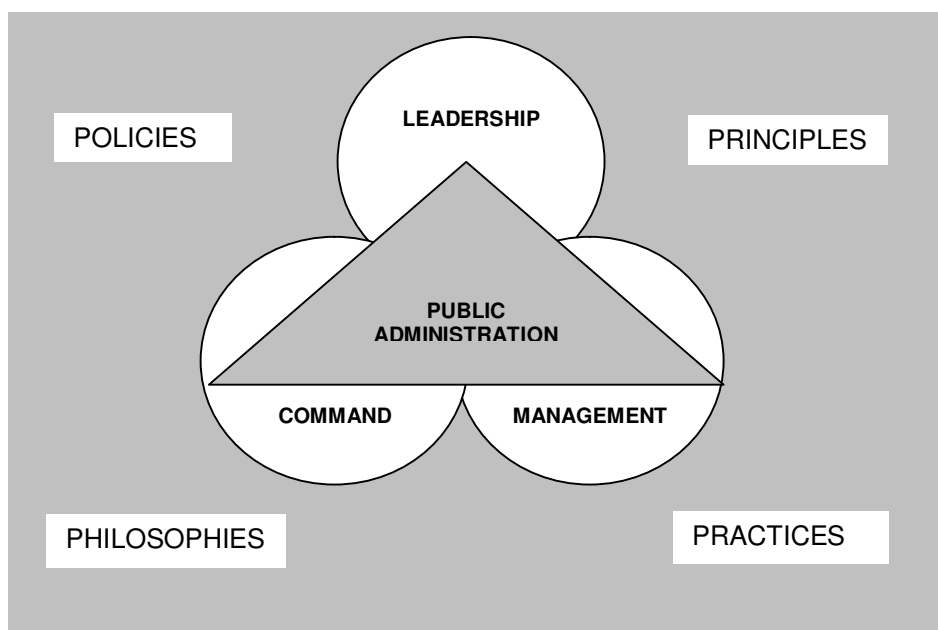 LEADERSHIP
POLICIES
PRINCIPLES
PUBLIC
ADMINISTRATION
COMMAND
MANAGEMENT
PHILOSOPHIES
PRACTICES